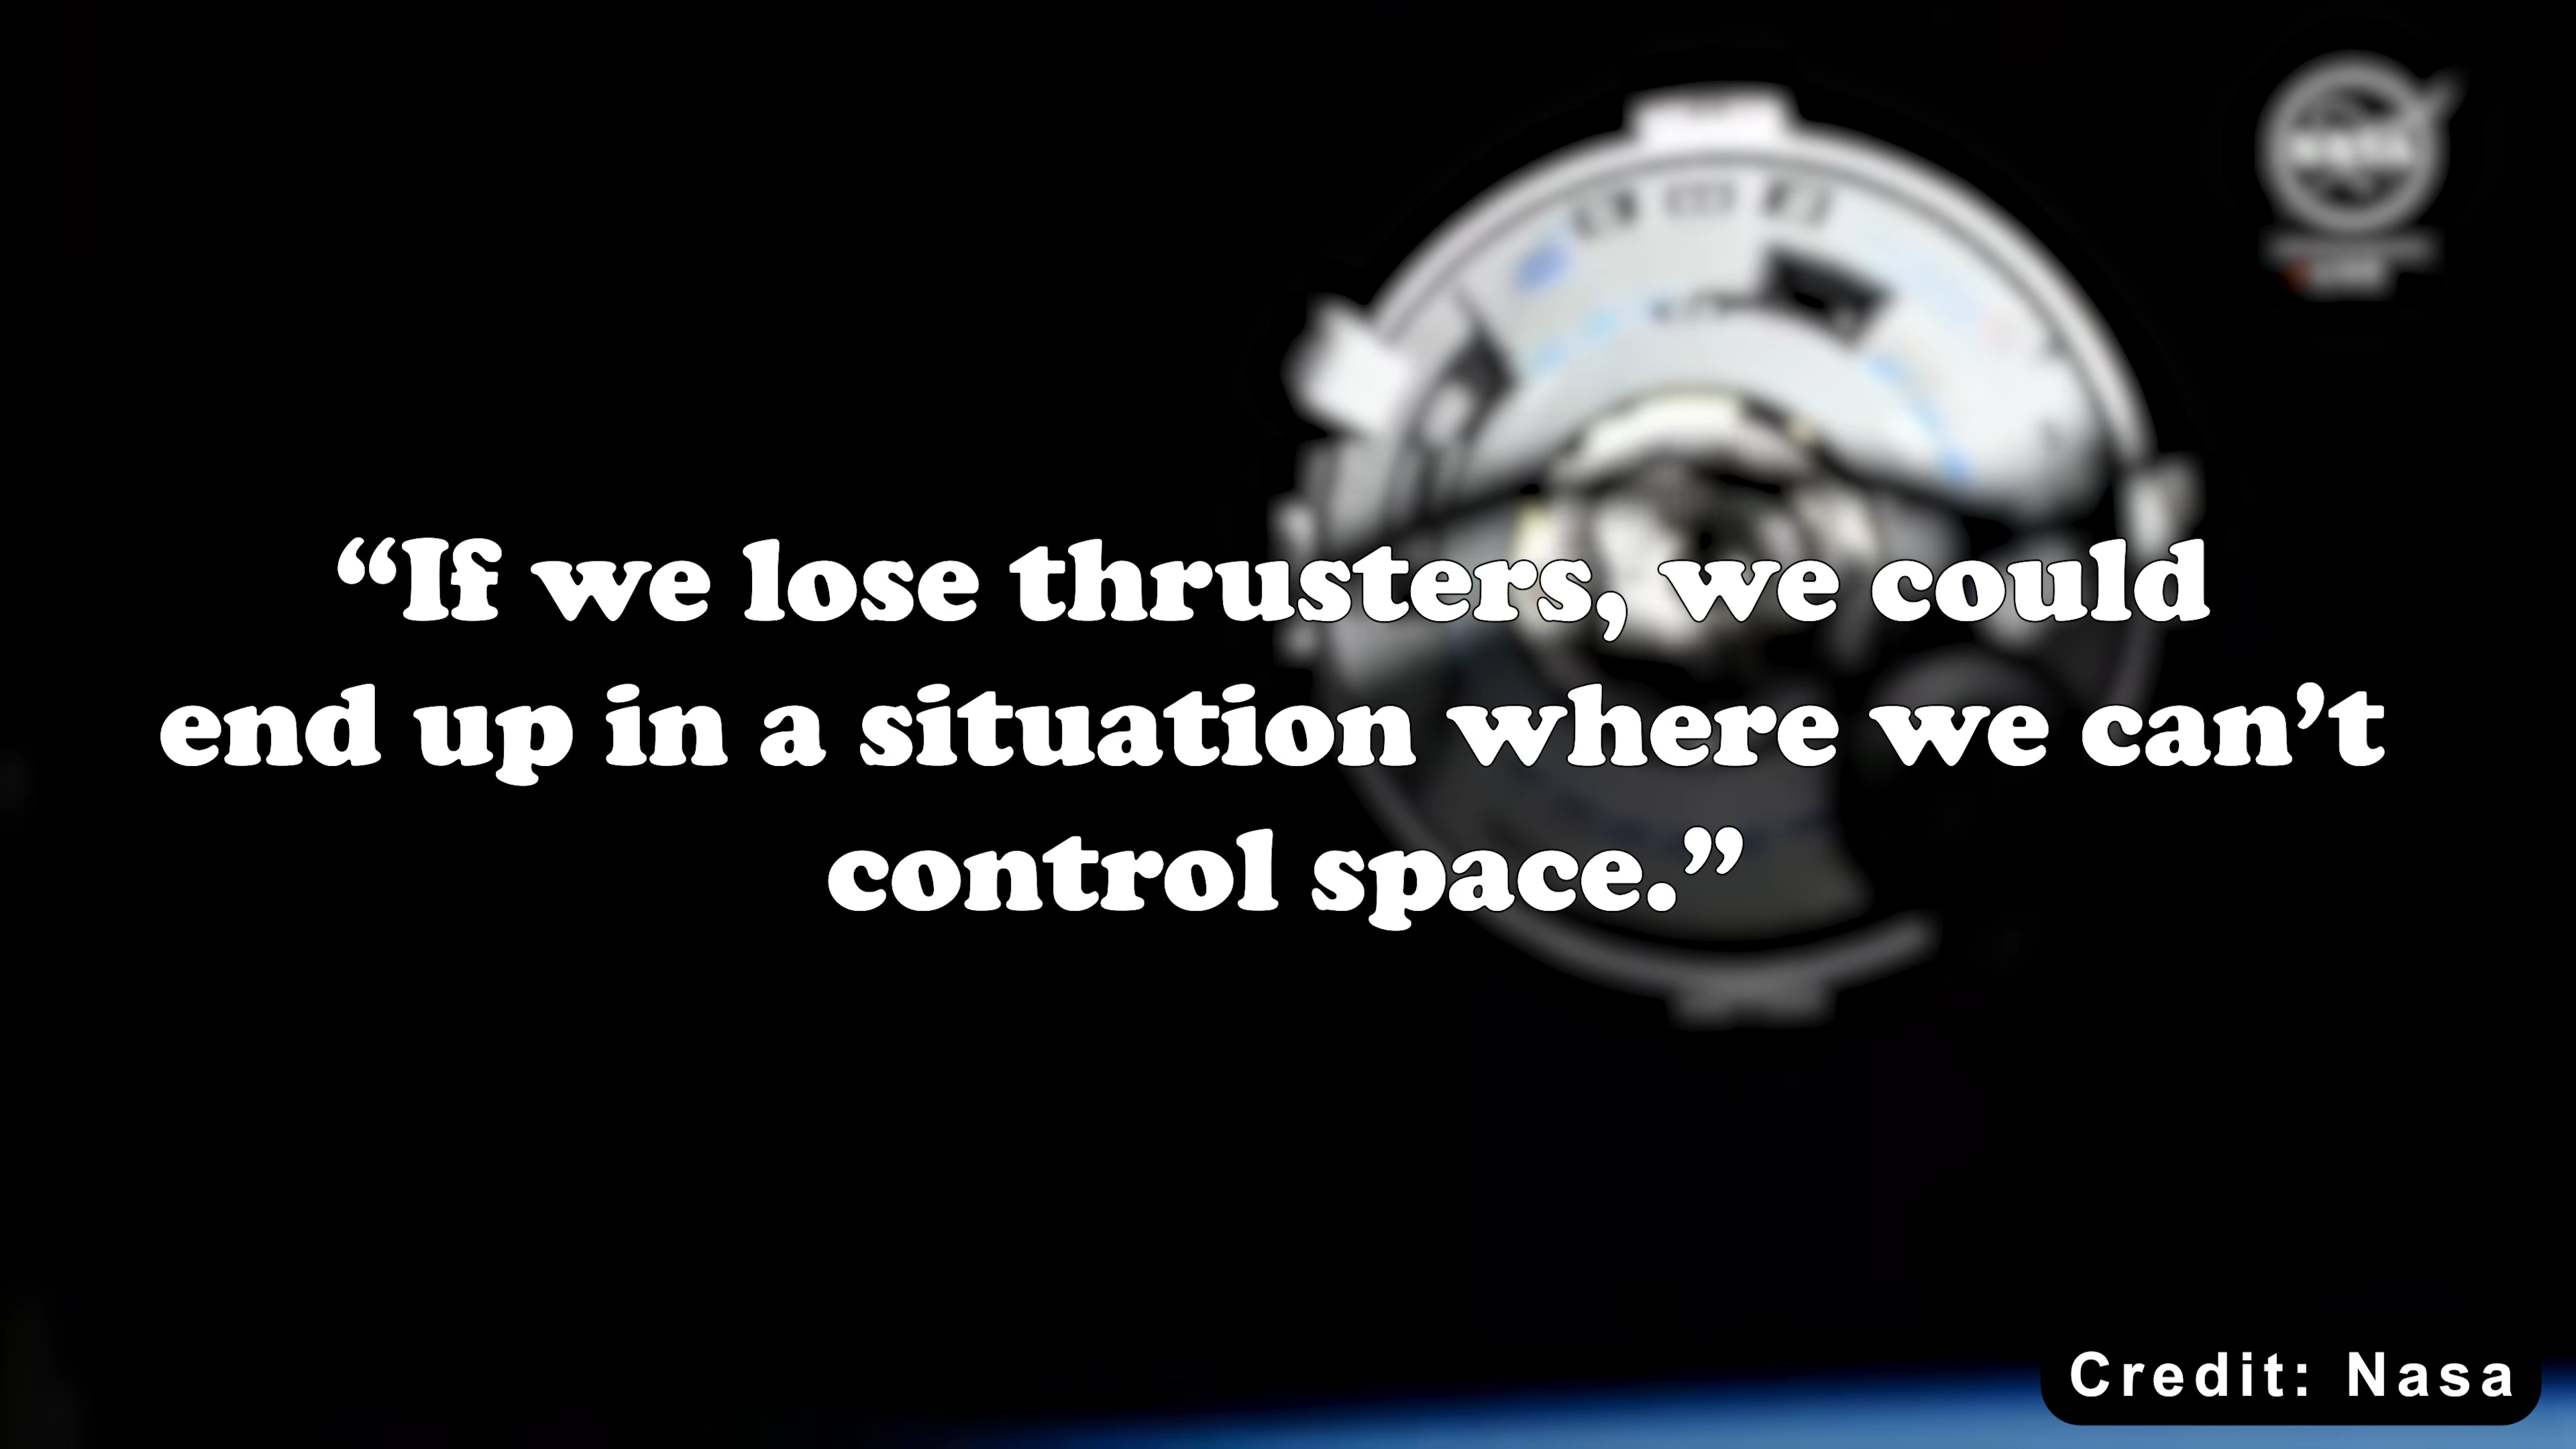 “If we lose thrusters, we could
end up in a situation where we can’t
control space.”
Credit: Nasa